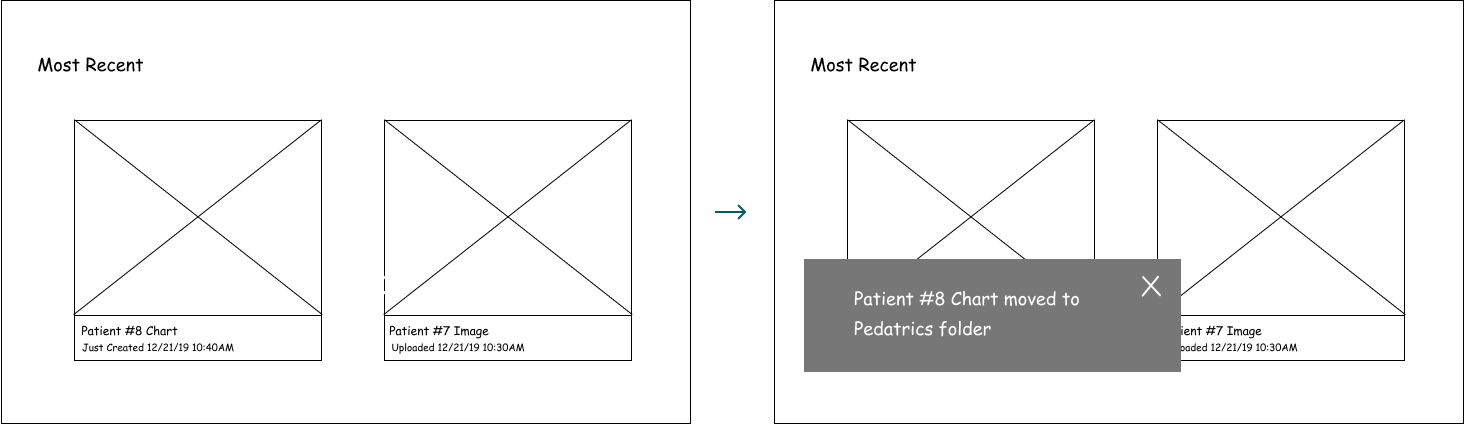 Most Recent
Patient #8 Chart
Just Created 12/21/19 10:40AM
Patient #7 Image
Uploaded 12/21/19 10:30AM
Most Recent
Patient #8 Chart moved to
Pedatrics folder
ient #7 Image
oaded 12/21/19 10:30AM